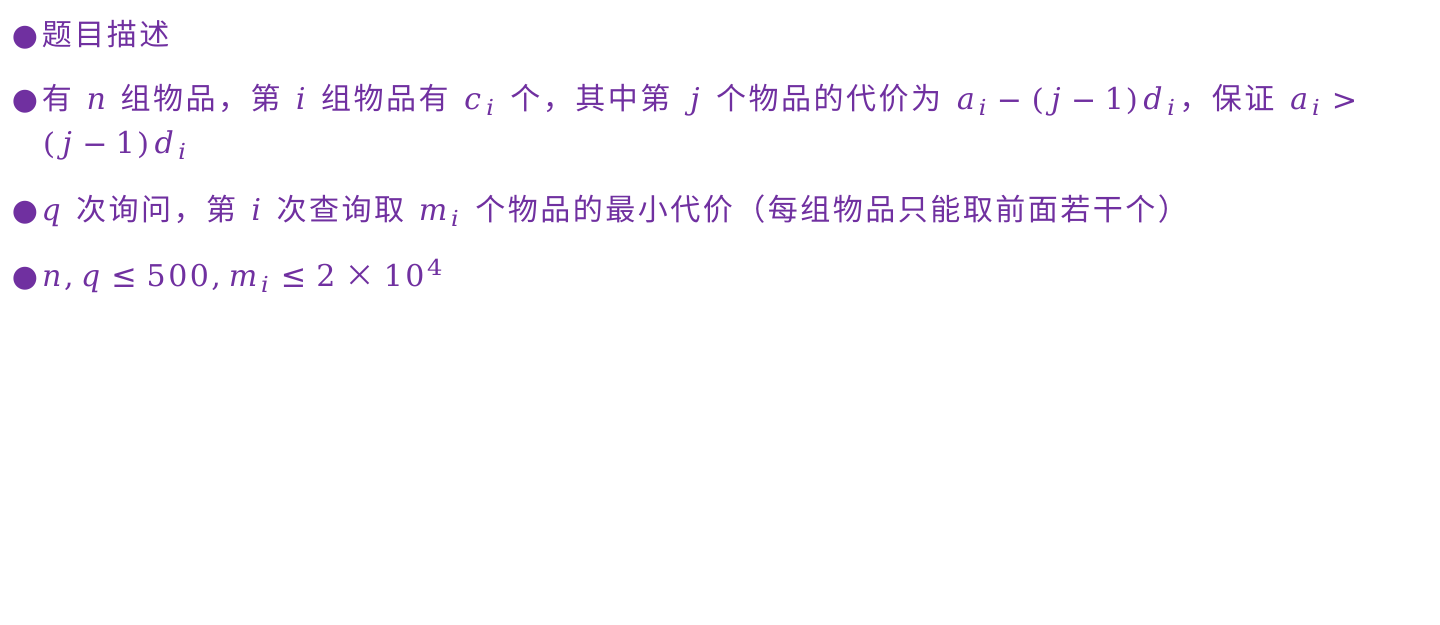 ●题目描述
●有 n 组物品，第 i 组物品有 c_i 个，其中第 j 个物品的代价为 a_i − (j − 1)d_i，保证 a_i >
(j − 1)d_i
●q 次询问，第 i 次查询取 m_i 个物品的最小代价（每组物品只能取前面若干个）
●n, q ≤ 500, m_i ≤ 2 × 10^4